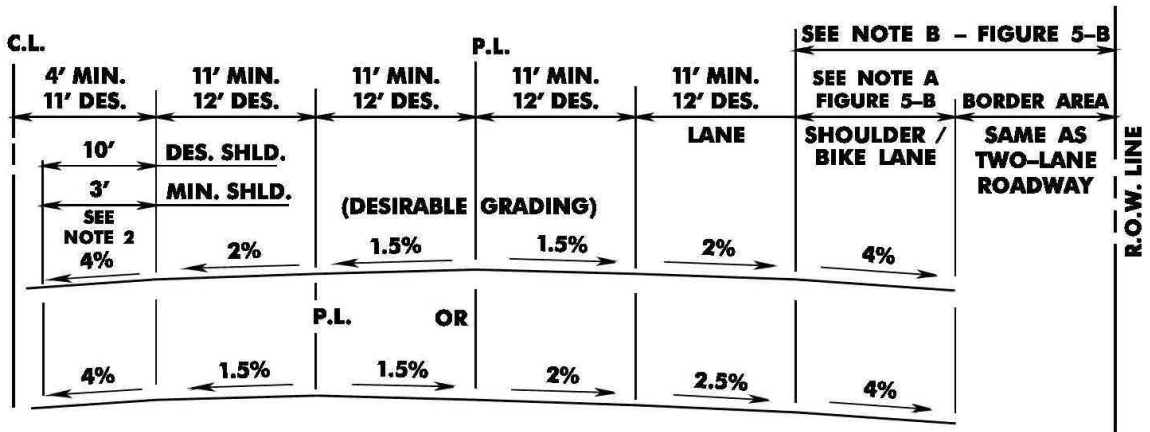 SEE NOTE B – FIGURE 5–B
C.L.
P.L.
4' MIN.
11' DES.
11' MIN.
12' DES.
11' MIN.
12' DES.
11' MIN.
12' DES.
11' MIN.
12' DES.
LANE
SEE NOTE A
FIGURE 5–B
SHOULDER /
BIKE LANE
BORDER AREA
SAME AS
TWO–LANE
ROADWAY
R.O.W. LINE
10'
DES. SHLD.
3'
MIN. SHLD.
SEE
NOTE 2
(DESIRABLE GRADING)
4%
2%
1.5%
1.5%
2%
4%
P.L.
OR
4%
1.5%
1.5%
2%
2.5%
4%